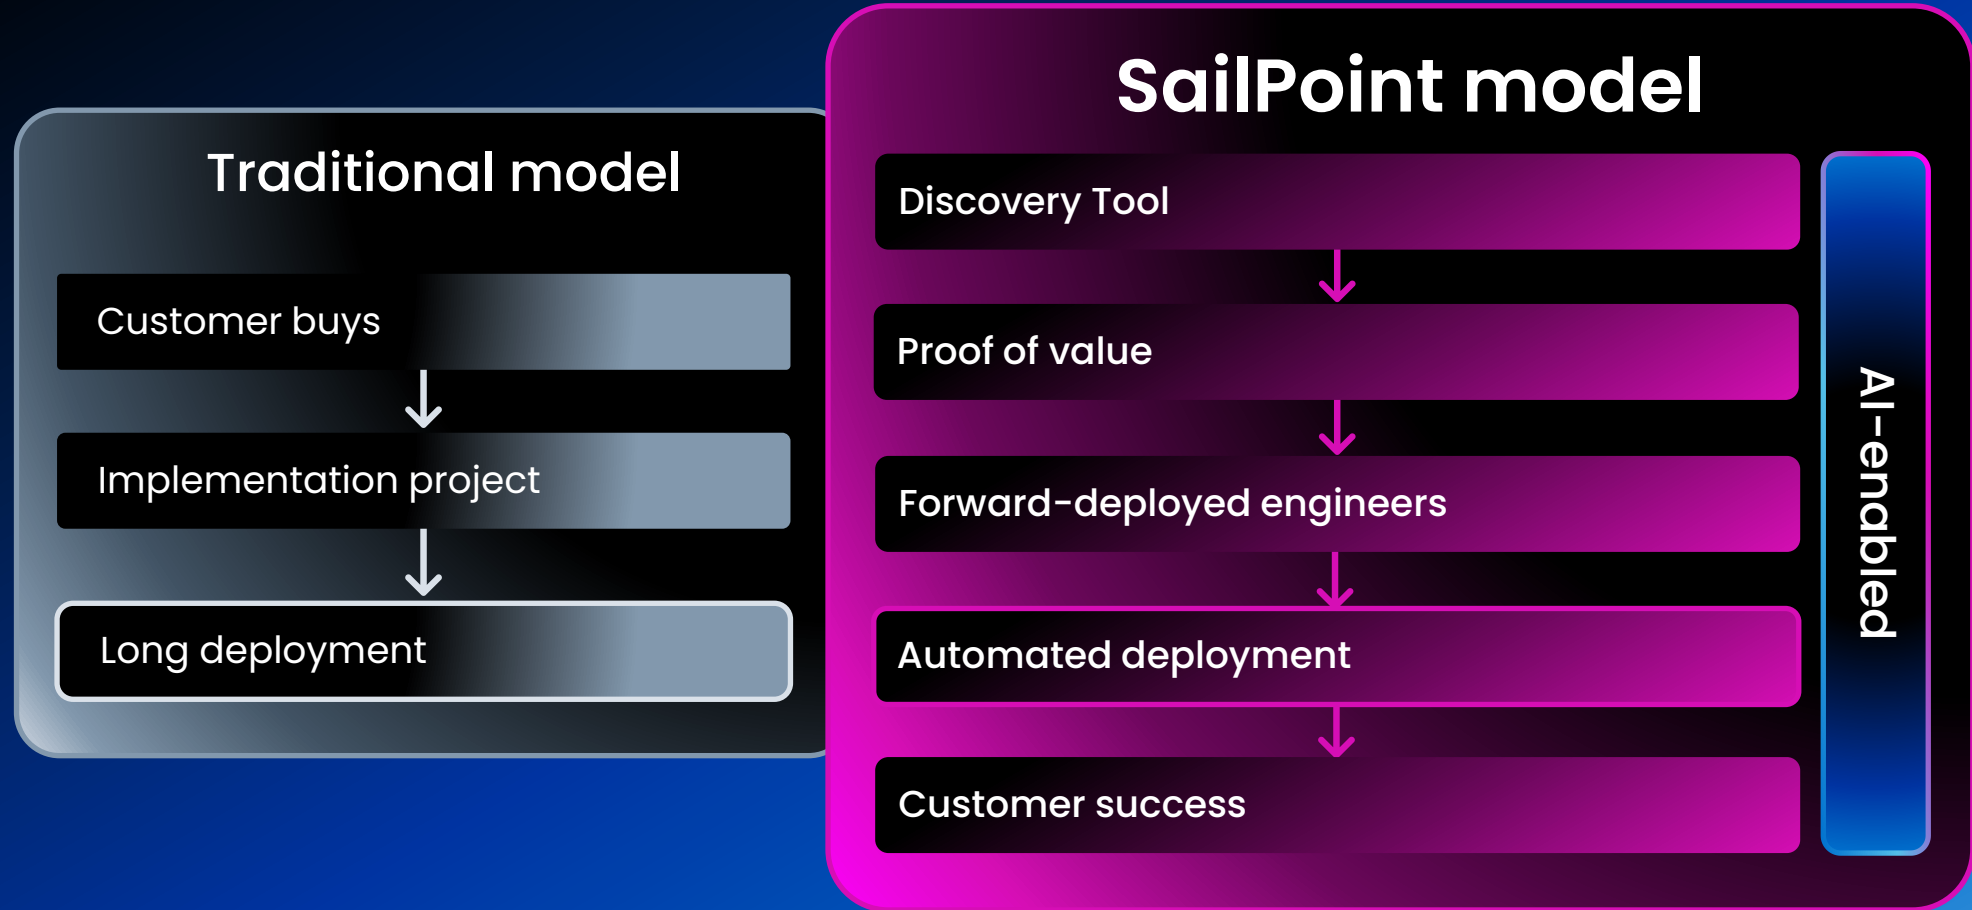 Traditional model
Customer buys
Implementation project
Long deployment
SailPoint model
Discovery Tool
Proof of value
Forward-deployed engineers
Automated deployment
Customer success
AI-enabled